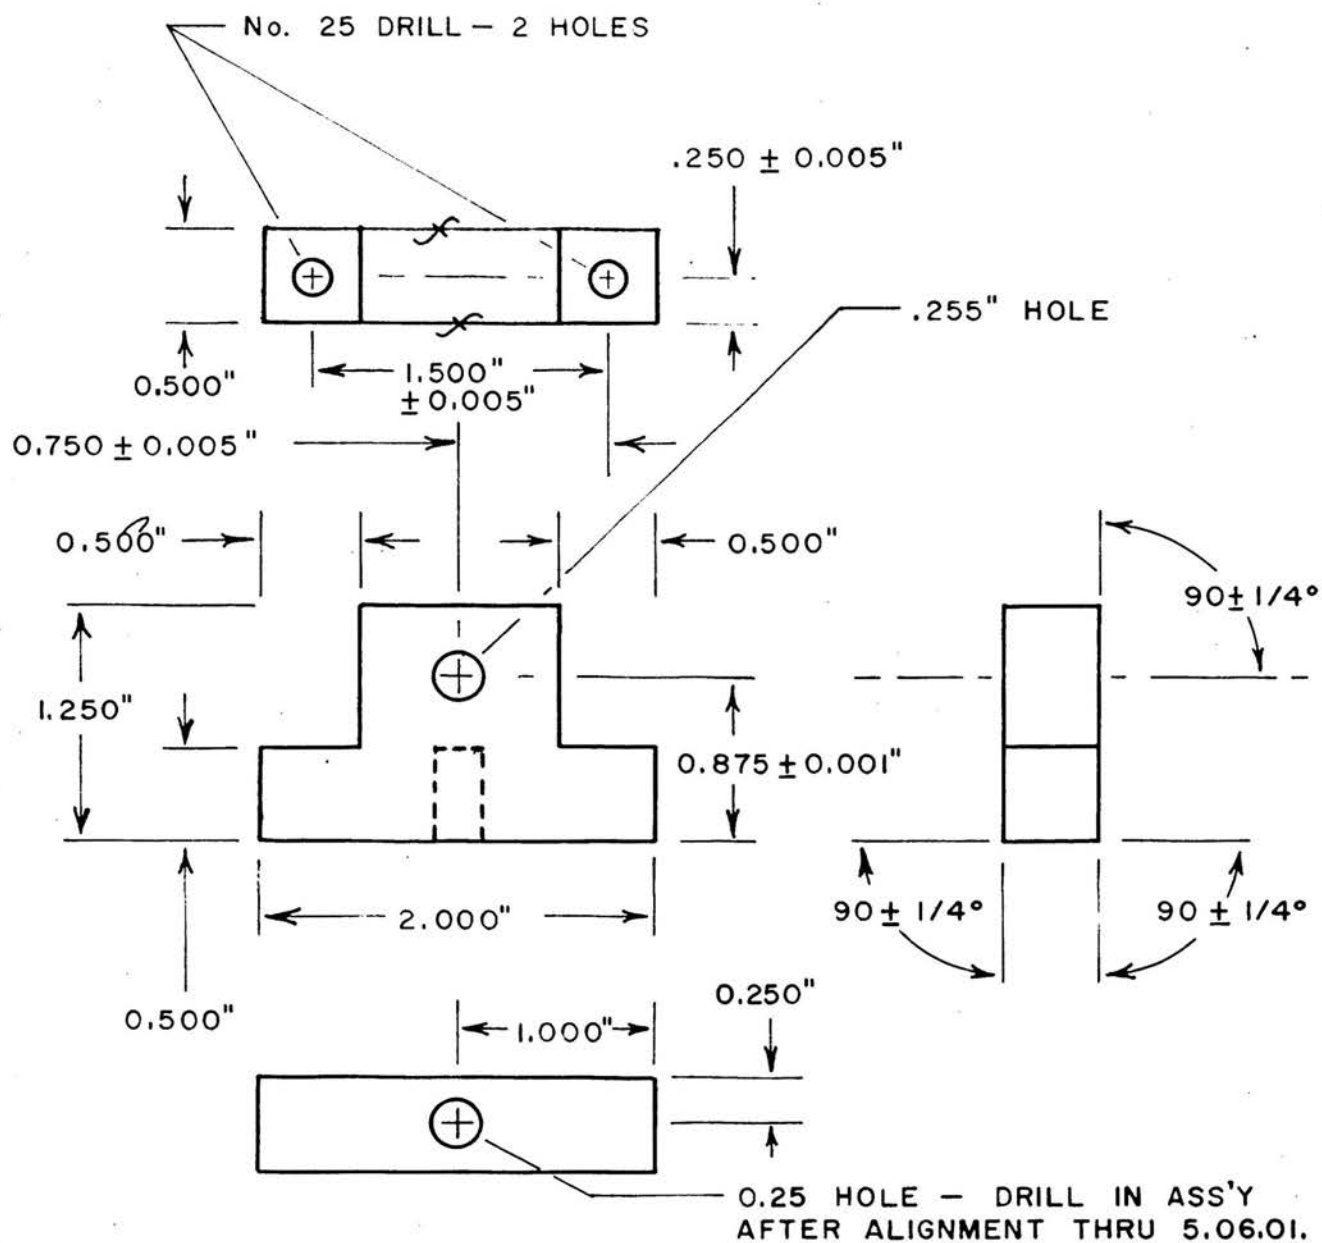 No. 25 DRILL — 2 HOLES
.250 ± 0.005"
.255" HOLE
0.500"
1.500"
± 0.005"
0.750 ± 0.005"
0.500"
0.500"
90 ± 1/4°
1.250"
0.875 ± 0.001"
2.000"
90 ± 1/4°
90 ± 1/4°
0.500"
0.250"
1.000"
0.25 HOLE — DRILL IN ASS'Y
AFTER ALIGNMENT THRU 5.06.01.